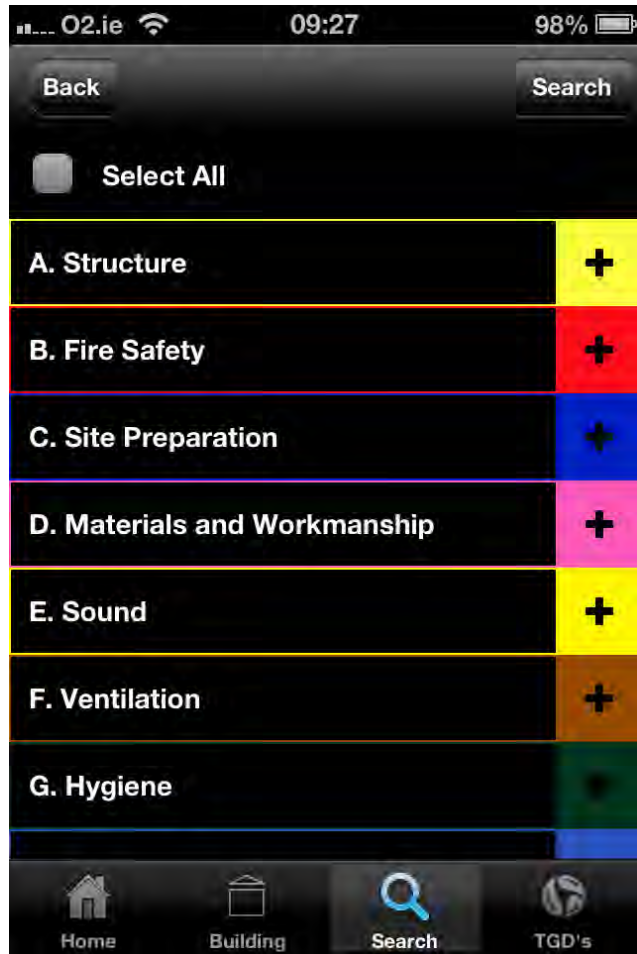 O2.ie 09:27 98%
Back Search
Select All
A. Structure +
B. Fire Safety +
C. Site Preparation +
D. Materials and Workmanship +
E. Sound +
F. Ventilation +
G. Hygiene
Home Building Search TGD's